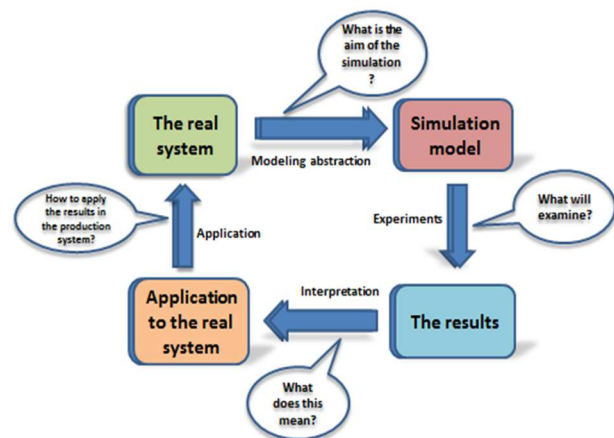 What is the
aim of the
simulation
?
The real
system
Modeling abstraction
Simulation
model
How to apply
the results in
the production
system?
Application
Experiments
What will
examine?
Application
to the real
system
Interpretation
The results
What
does this
mean?